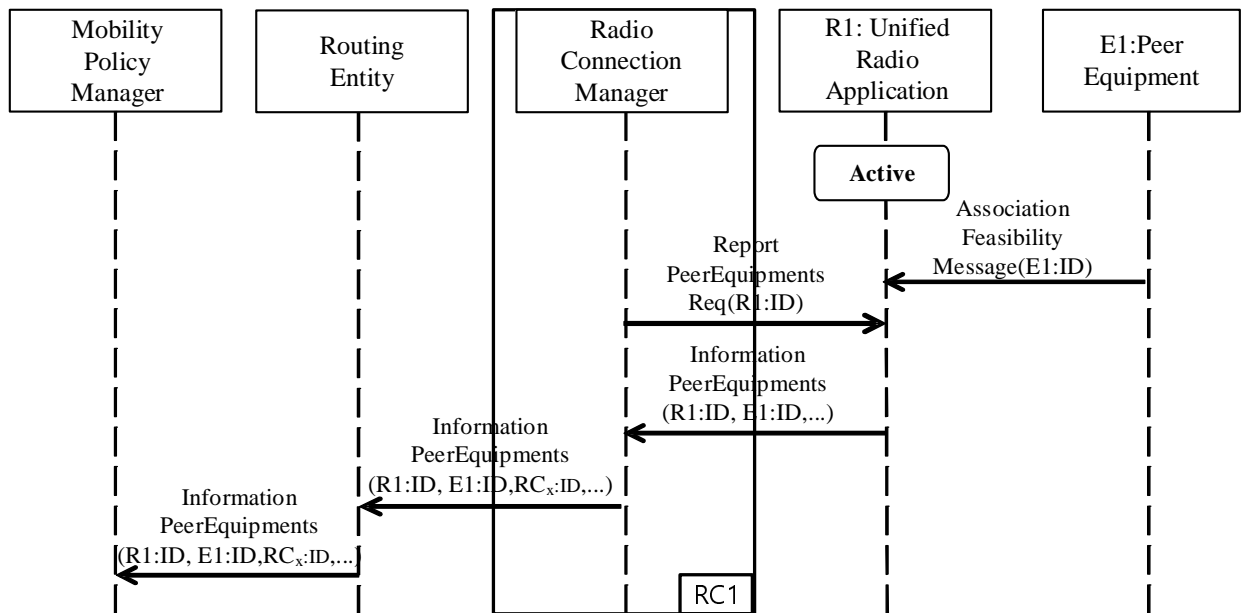 Mobility
Policy
Manager
Routing
Entity
Radio
Connection
Manager
R1: Unified
Radio
Application
E1:Peer
Equipment
Active
Association
Feasibility
Message(E1:ID)
Report
PeerEquipments
Req(R1:ID)
Information
PeerEquipments
(R1:ID, E1:ID,...)
Information
PeerEquipments
(R1:ID, E1:ID,RCx:ID,...)
Information
PeerEquipments
(R1:ID, E1:ID,RCx:ID,...)
RC1